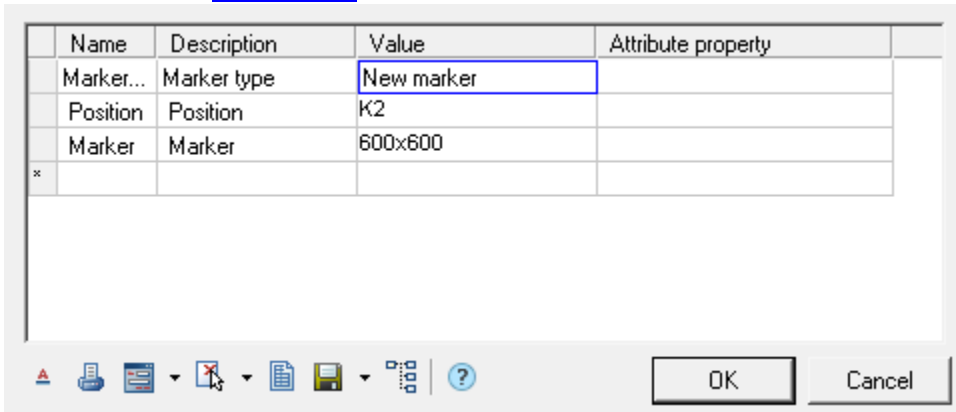 Name Description Value Attribute property
Marker... Marker type New marker
Position Position K2
Marker Marker 600x600
*
A ?
OK Cancel